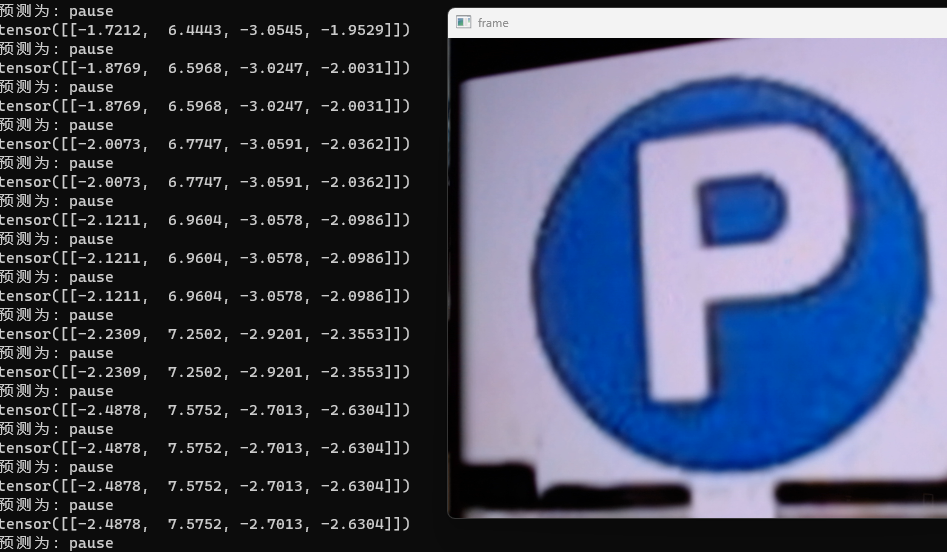 预测为: pause
tensor([[-1.7212,  6.4443, -3.0545, -1.9529]])
预测为: pause
tensor([[-1.8769,  6.5968, -3.0247, -2.0031]])
预测为: pause
tensor([[-1.8769,  6.5968, -3.0247, -2.0031]])
预测为: pause
tensor([[-2.0073,  6.7747, -3.0591, -2.0362]])
预测为: pause
tensor([[-2.0073,  6.7747, -3.0591, -2.0362]])
预测为: pause
tensor([[-2.1211,  6.9604, -3.0578, -2.0986]])
预测为: pause
tensor([[-2.1211,  6.9604, -3.0578, -2.0986]])
预测为: pause
tensor([[-2.1211,  6.9604, -3.0578, -2.0986]])
预测为: pause
tensor([[-2.2309,  7.2502, -2.9201, -2.3553]])
预测为: pause
tensor([[-2.2309,  7.2502, -2.9201, -2.3553]])
预测为: pause
tensor([[-2.4878,  7.5752, -2.7013, -2.6304]])
预测为: pause
tensor([[-2.4878,  7.5752, -2.7013, -2.6304]])
预测为: pause
tensor([[-2.4878,  7.5752, -2.7013, -2.6304]])
预测为: pause
tensor([[-2.4878,  7.5752, -2.7013, -2.6304]])
预测为: pause
frame
P